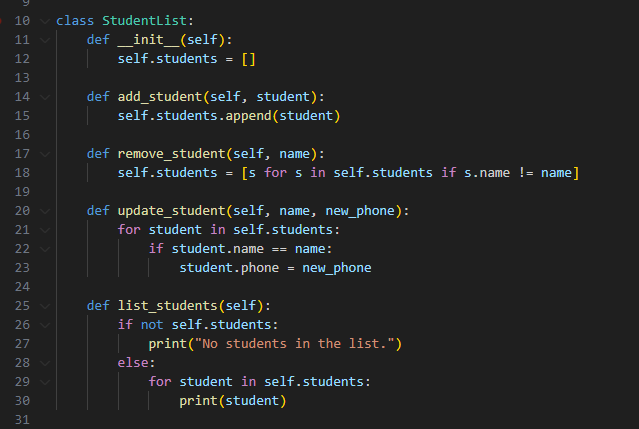 9
10 class StudentList:
11     def __init__(self):
12         self.students = []
13
14     def add_student(self, student):
15         self.students.append(student)
16
17     def remove_student(self, name):
18         self.students = [s for s in self.students if s.name != name]
19
20     def update_student(self, name, new_phone):
21         for student in self.students:
22             if student.name == name:
23                 student.phone = new_phone
24
25     def list_students(self):
26         if not self.students:
27             print("No students in the list.")
28         else:
29             for student in self.students:
30                 print(student)
31